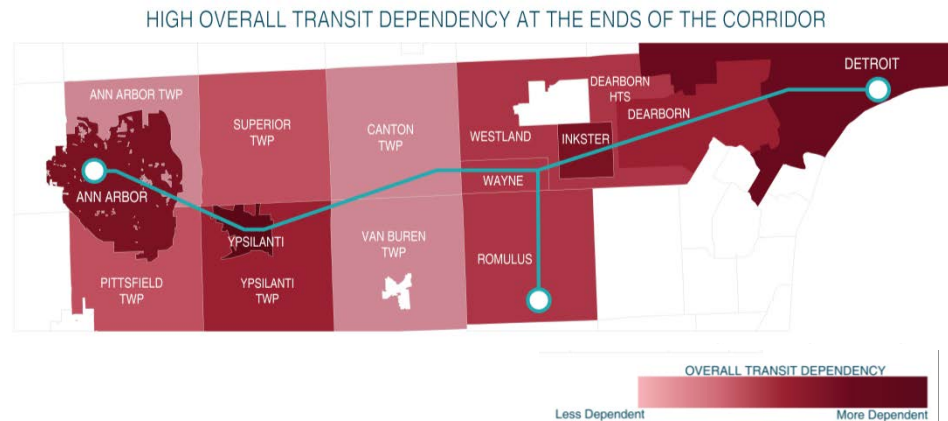 HIGH OVERALL TRANSIT DEPENDENCY AT THE ENDS OF THE CORRIDOR
DETROIT
ANN ARBOR TWP
DEARBORN
HTS
DEARBORN
SUPERIOR
TWP
CANTON
TWP
WESTLAND
INKSTER
WAYNE
ANN ARBOR
YPSILANTI
VAN BUREN
TWP
ROMULUS
PITTSFIELD
TWP
YPSILANTI
TWP
OVERALL TRANSIT DEPENDENCY
Less Dependent
More Dependent